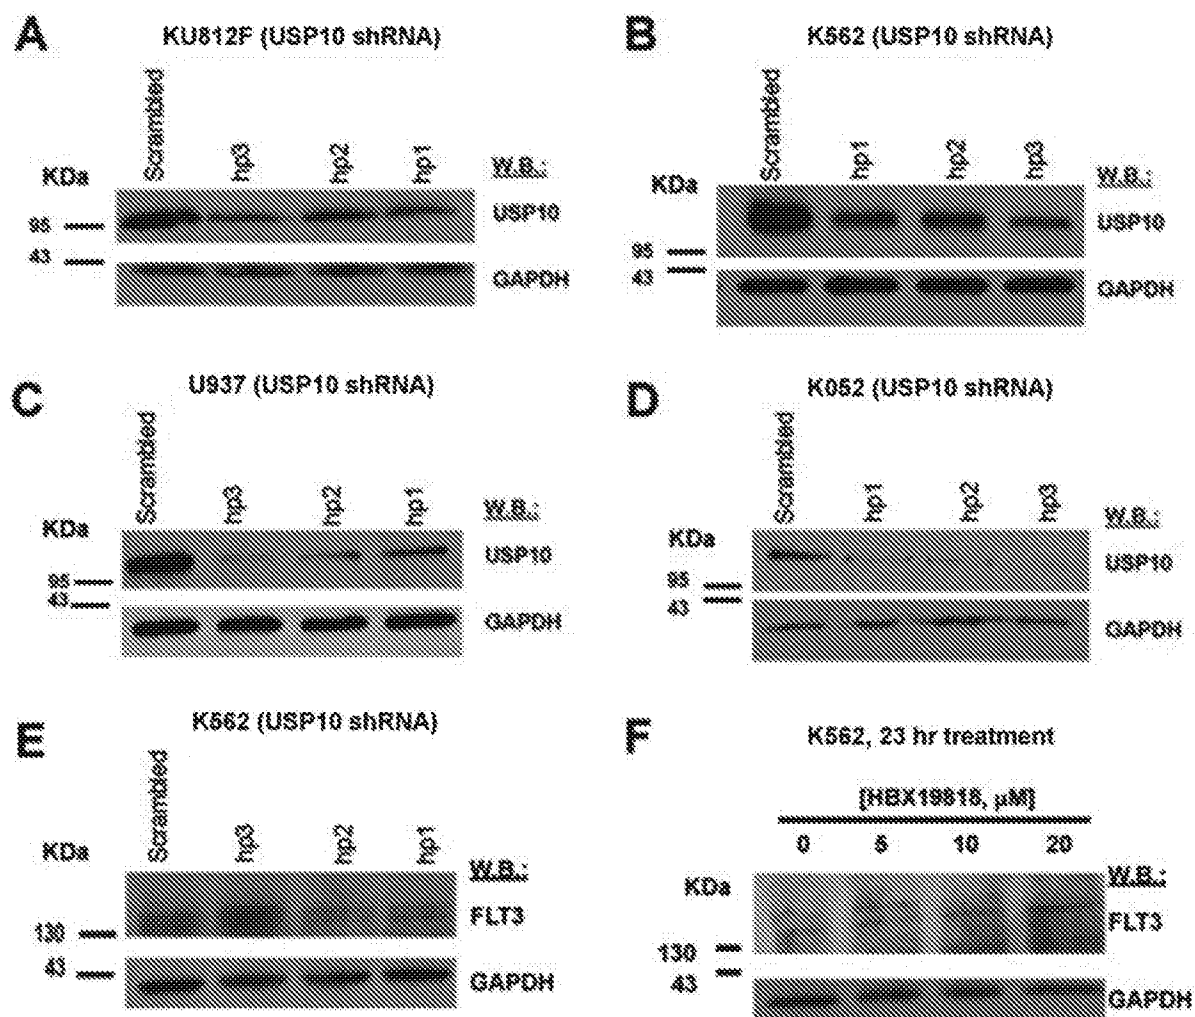 A
KU812F (USP10 shRNA)
Scrambled
hp3
hp2
hp1
KDa
W.B.:
USP10
95
43
GAPDH
B
K562 (USP10 shRNA)
Scrambled
hp1
hp2
hp3
KDa
W.B.:
USP10
95
43
GAPDH
C
U937 (USP10 shRNA)
Scrambled
hp3
hp2
hp1
KDa
W.B.:
USP10
95
43
GAPDH
D
K052 (USP10 shRNA)
Scrambled
hp1
hp2
hp3
KDa
W.B.:
USP10
95
43
GAPDH
E
K562 (USP10 shRNA)
Scrambled
hp3
hp2
hp1
KDa
W.B.:
FLT3
130
43
GAPDH
F
K562, 23 hr treatment
[HBX19818, µM]
0 5 10 20
KDa
W.B.:
FLT3
130
43
GAPDH